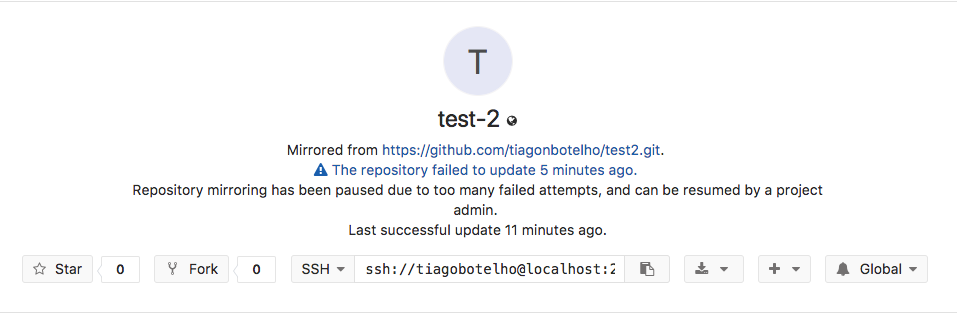 T
test-2
Mirrored from https://github.com/tiagonbotelho/test2.git.
The repository failed to update 5 minutes ago.
Repository mirroring has been paused due to too many failed attempts, and can be resumed by a project
admin.
Last successful update 11 minutes ago.
Star 0 Fork 0 SSH ssh://tiagobotelho@localhost:2 Global